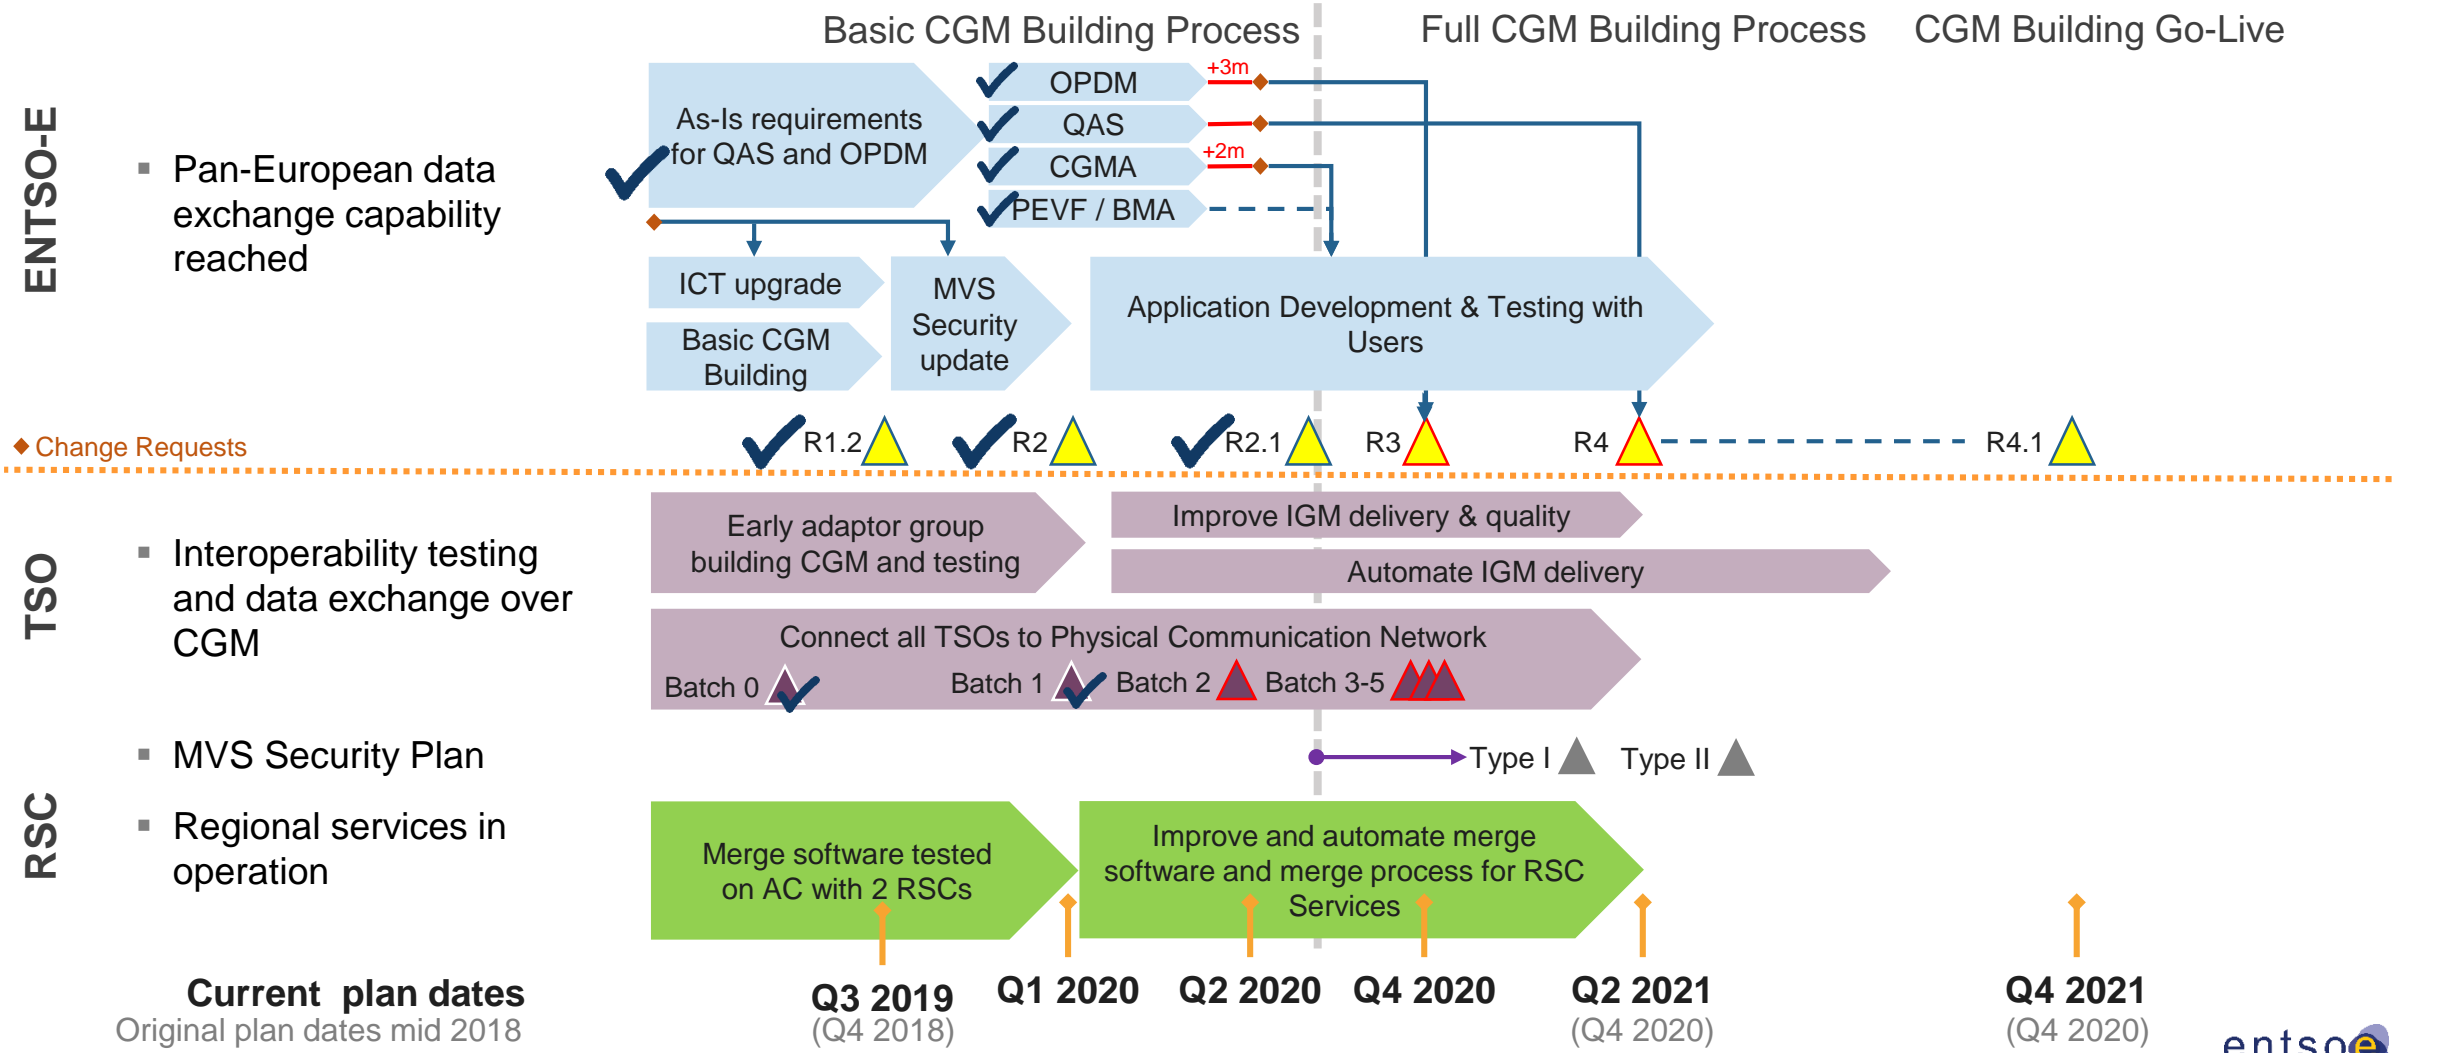 Basic CGM Building Process
Full CGM Building Process
CGM Building Go-Live
ENTSO-E
▪ Pan-European data
exchange capability
reached
As-Is requirements
for QAS and OPDM
OPDM
+3m
QAS
CGMA
+2m
PEVF / BMA
ICT upgrade
Basic CGM
Building
MVS
Security
update
Application Development & Testing with
Users
Change Requests
R1.2
R2
R2.1
R3
R4
R4.1
TSO
▪ Interoperability testing
and data exchange over
CGM
Early adaptor group
building CGM and testing
Improve IGM delivery & quality
Automate IGM delivery
Connect all TSOs to Physical Communication Network
Batch 0
Batch 1
Batch 2
Batch 3-5
RSC
▪ MVS Security Plan
▪ Regional services in
operation
Type I
Type II
Merge software tested
on AC with 2 RSCs
Improve and automate merge
software and merge process for RSC
Services
Current plan dates
Original plan dates mid 2018
Q3 2019
(Q4 2018)
Q1 2020
Q2 2020
Q4 2020
Q2 2021
(Q4 2020)
Q4 2021
(Q4 2020)
entsoe